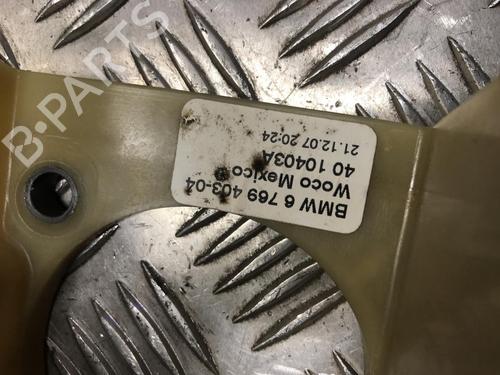 BMW 6 769 403-04
Woco Mexico
40 10403A
21.12.07 20:24
B-PARTS